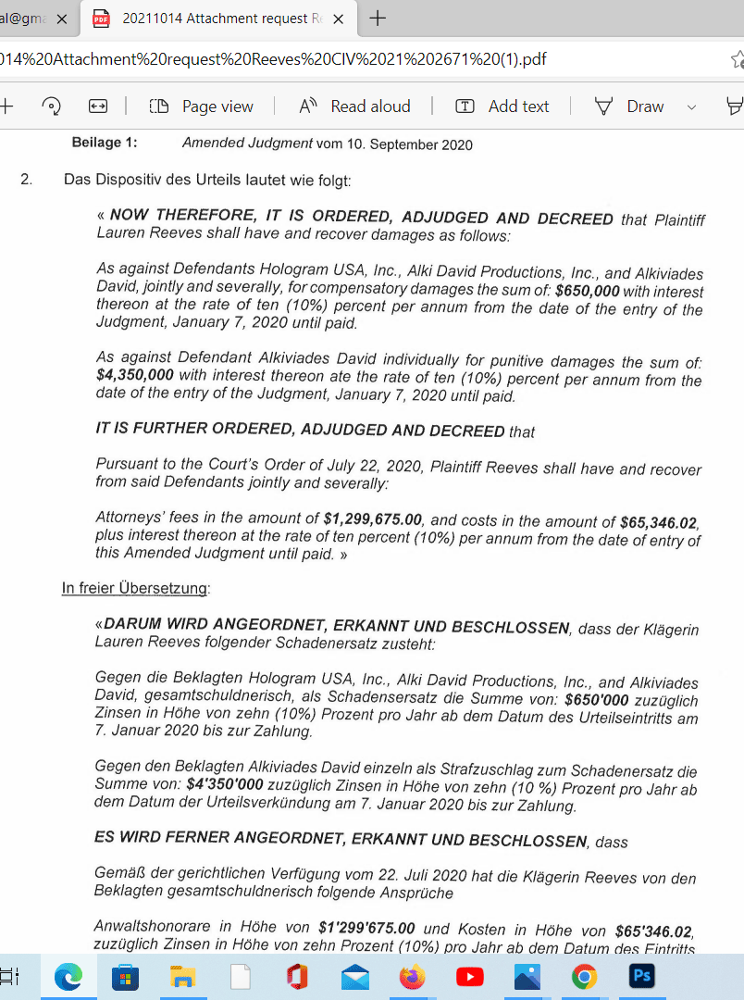 al@gma
20211014 Attachment request Re
014%20Attachment%20request%20Reeves%20CIV%2021%202671%20(1).pdf
Page view
Read aloud
Add text
Draw
Beilage 1: Amended Judgment vom 10. September 2020
2. Das Dispositiv des Urteils lautet wie folgt:
« NOW THEREFORE, IT IS ORDERED, ADJUDGED AND DECREED that Plaintiff
Lauren Reeves shall have and recover damages as follows:
As against Defendants Hologram USA, Inc., Alki David Productions, Inc., and Alkiviades
David, jointly and severally, for compensatory damages the sum of: $650,000 with interest
thereon at the rate of ten (10%) percent per annum from the date of the entry of the
Judgment, January 7, 2020 until paid.
As against Defendant Alkiviades David individually for punitive damages the sum of:
$4,350,000 with interest thereon ate the rate of ten (10%) percent per annum from the
date of the entry of the Judgment, January 7, 2020 until paid.
IT IS FURTHER ORDERED, ADJUDGED AND DECREED that
Pursuant to the Court's Order of July 22, 2020, Plaintiff Reeves shall have and recover
from said Defendants jointly and severally:
Attorneys' fees in the amount of $1,299,675.00, and costs in the amount of $65,346.02,
plus interest thereon at the rate of ten percent (10%) per annum from the date of entry of
this Amended Judgment until paid. »
In freier Übersetzung:
«DARUM WIRD ANGEORDNET, ERKANNT UND BESCHLOSSEN, dass der Klägerin
Lauren Reeves folgender Schadenersatz zusteht:
Gegen die Beklagten Hologram USA, Inc., Alki David Productions, Inc., and Alkiviades
David, gesamtschuldnerisch, als Schadensersatz die Summe von: $650'000 zuzüglich
Zinsen in Höhe von zehn (10%) Prozent pro Jahr ab dem Datum des Urteilseintritts am
7. Januar 2020 bis zur Zahlung.
Gegen den Beklagten Alkiviades David einzeln als Strafzuschlag zum Schadenersatz die
Summe von: $4'350'000 zuzüglich Zinsen in Höhe von zehn (10 %) Prozent pro Jahr ab
dem Datum der Urteilsverkündung am 7. Januar 2020 bis zur Zahlung.
ES WIRD FERNER ANGEORDNET, ERKANNT UND BESCHLOSSEN, dass
Gemäß der gerichtlichen Verfügung vom 22. Juli 2020 hat die Klägerin Reeves von den
Beklagten gesamtschuldnerisch folgende Ansprüche
Anwaltshonorare in Höhe von $1'299'675.00 und Kosten in Höhe von $65'346.02,
zuzüglich Zinsen in Höhe von zehn Prozent (10%) pro Jahr ab dem Datum des Eintritts